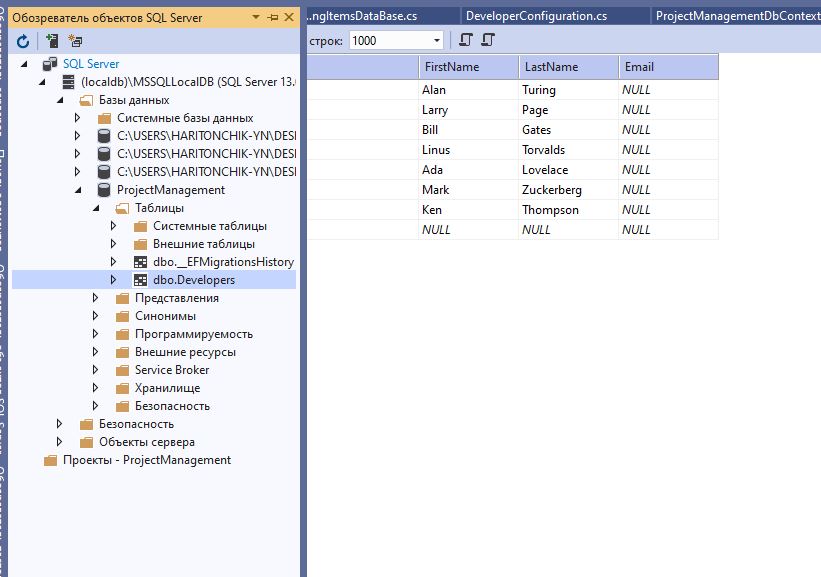 Обозреватель объектов SQL Server
SQL Server
(localdb)\MSSQLLocalDB (SQL Server 13.
Базы данных
Системные базы данных
C:\USERS\HARITONCHIK-YN\DESI
C:\USERS\HARITONCHIK-YN\DESI
C:\USERS\HARITONCHIK-YN\DESI
ProjectManagement
Таблицы
Системные таблицы
Внешние таблицы
dbo.__EFMigrationsHistory
dbo.Developers
Представления
Синонимы
Программируемость
Внешние ресурсы
Service Broker
Хранилище
Безопасность
Безопасность
Объекты сервера
Проекты - ProjectManagement
...ngItemsDataBase.cs DeveloperConfiguration.cs ProjectManagementDbContext
строк: 1000
FirstName LastName Email
Alan Turing NULL
Larry Page NULL
Bill Gates NULL
Linus Torvalds NULL
Ada Lovelace NULL
Mark Zuckerberg NULL
Ken Thompson NULL
NULL NULL NULL